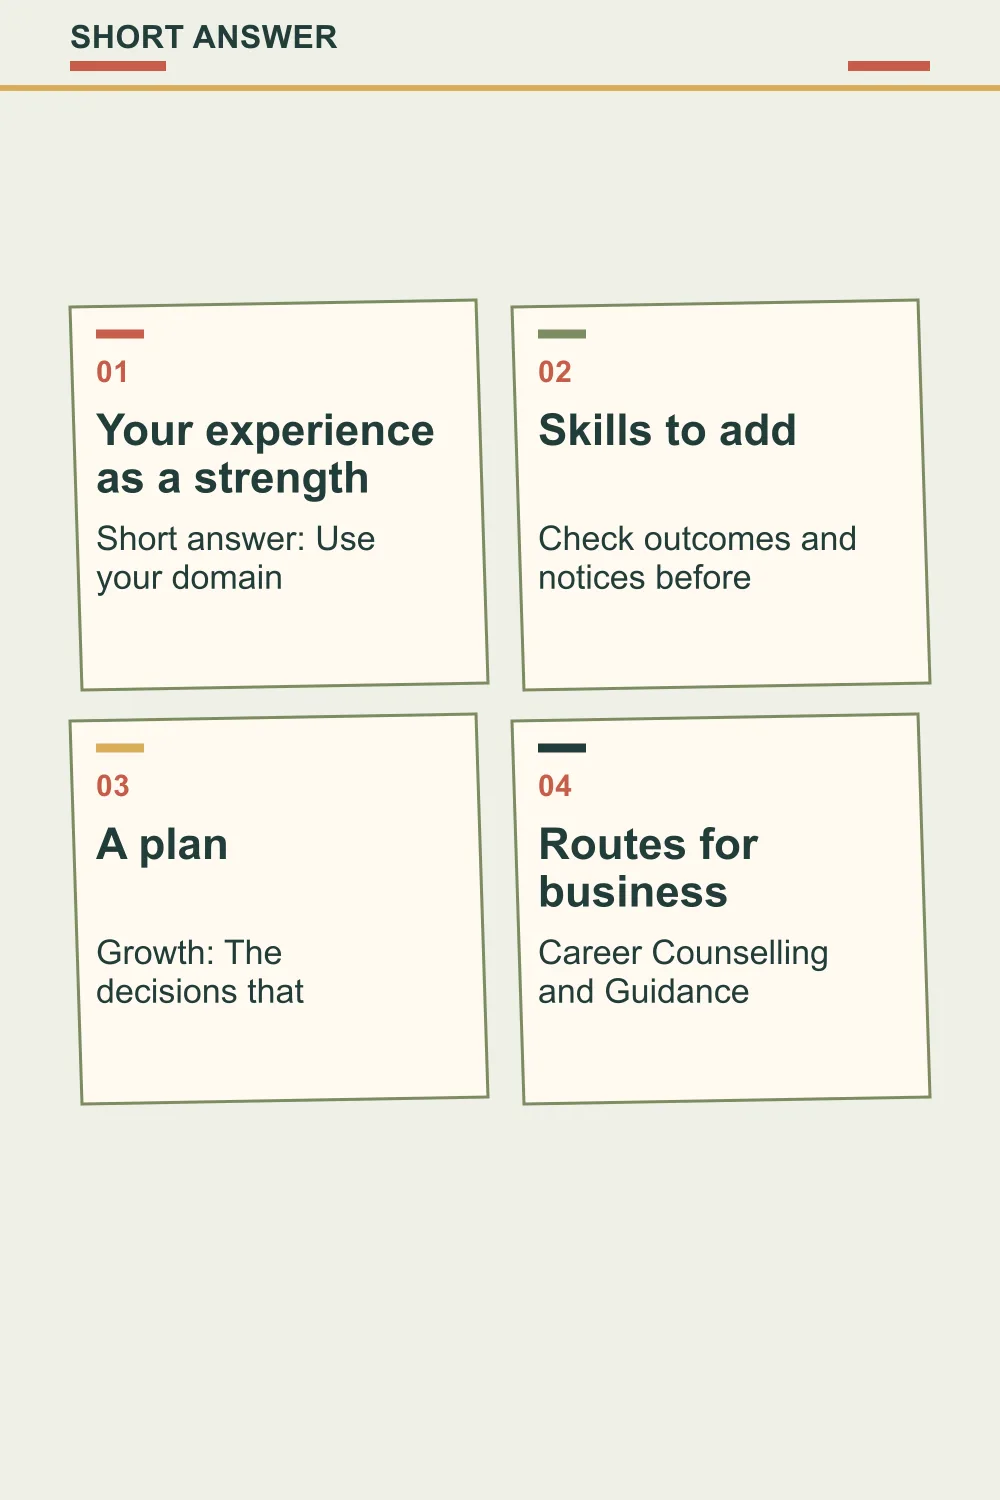 SHORT ANSWER
01
Your experience
as a strength
Short answer: Use
your domain
02
Skills to add
Check outcomes and
notices before
03
A plan
Growth: The
decisions that
04
Routes for
business
Career Counselling
and Guidance